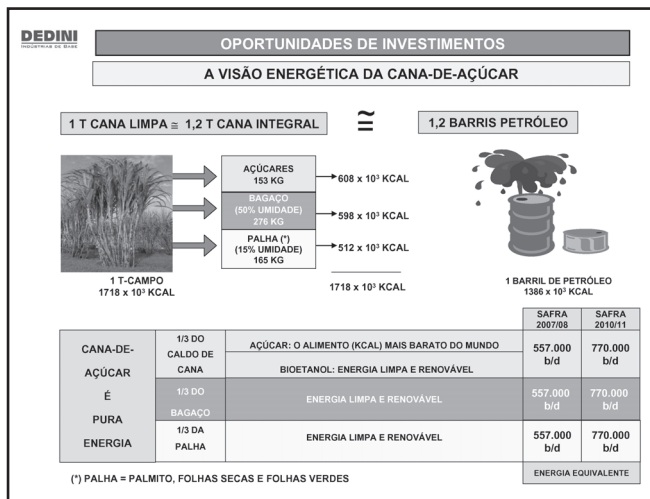 DEDINI
INDÚSTRIAS DE BASE
OPORTUNIDADES DE INVESTIMENTOS
A VISÃO ENERGÉTICA DA CANA-DE-AÇÚCAR
1 T CANA LIMPA ≅ 1,2 T CANA INTEGRAL
≅
1,2 BARRIS PETRÓLEO
AÇÚCARES
153 KG
608 x 10³ KCAL
BAGAÇO
(50% UMIDADE)
276 KG
598 x 10³ KCAL
PALHA (*)
(15% UMIDADE)
165 KG
512 x 10³ KCAL
1 T-CAMPO
1718 x 10³ KCAL
1718 x 10³ KCAL
1 BARRIL DE PETRÓLEO
1386 x 10³ KCAL
SAFRA
2007/08
SAFRA
2010/11
CANA-DE-
AÇÚCAR
É
PURA
ENERGIA
1/3 DO
CALDO DE
CANA
AÇÚCAR: O ALIMENTO (KCAL) MAIS BARATO DO MUNDO
BIOETANOL: ENERGIA LIMPA E RENOVÁVEL
557.000
b/d
770.000
b/d
1/3 DO
BAGAÇO
ENERGIA LIMPA E RENOVÁVEL
557.000
b/d
770.000
b/d
1/3 DA
PALHA
ENERGIA LIMPA E RENOVÁVEL
557.000
b/d
770.000
b/d
ENERGIA EQUIVALENTE
(*) PALHA = PALMITO, FOLHAS SECAS E FOLHAS VERDES